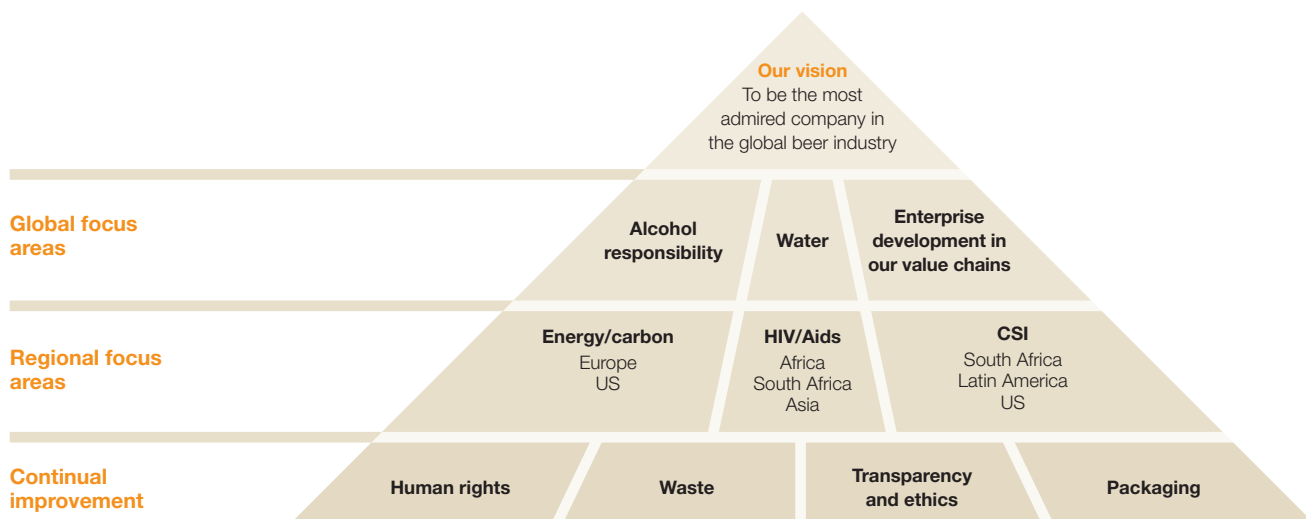 Our vision
To be the most
admired company in
the global beer industry
Global focus
areas
Alcohol
responsibility
Water
Enterprise
development in
our value chains
Regional focus
areas
Energy/carbon
Europe
US
HIV/Aids
Africa
South Africa
Asia
CSI
South Africa
Latin America
US
Continual
improvement
Human rights
Waste
Transparency
and ethics
Packaging